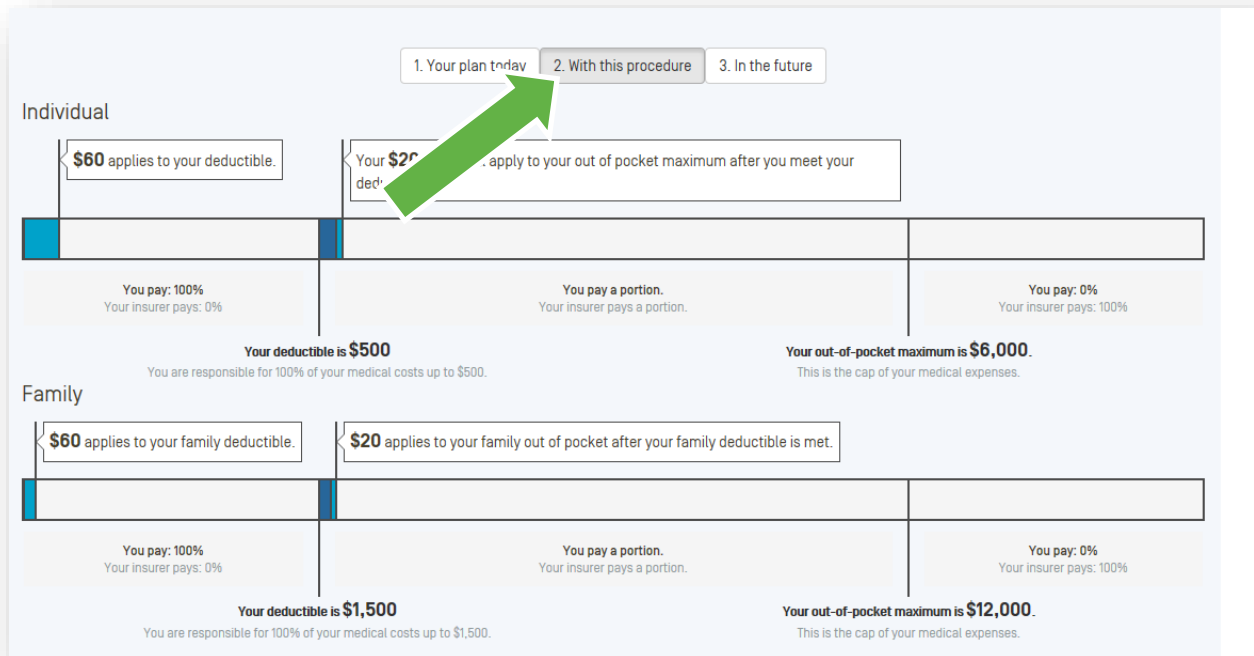 1. Your plan today 2. With this procedure 3. In the future
Individual
$60 applies to your deductible.
Your apply to your out of pocket maximum after you meet your
You pay: 100%
Your insurer pays: 0%
You pay a portion.
Your insurer pays a portion.
You pay: 0%
Your insurer pays: 100%
Your deductible is $500
You are responsible for 100% of your medical costs up to $500.
Your out-of-pocket maximum is $6,000.
This is the cap of your medical expenses.
Family
$60 applies to your family deductible.
$20 applies to your family out of pocket after your family deductible is met.
You pay: 100%
Your insurer pays: 0%
You pay a portion.
Your insurer pays a portion.
You pay: 0%
Your insurer pays: 100%
Your deductible is $1,500
You are responsible for 100% of your medical costs up to $1,500.
Your out-of-pocket maximum is $12,000.
This is the cap of your medical expenses.